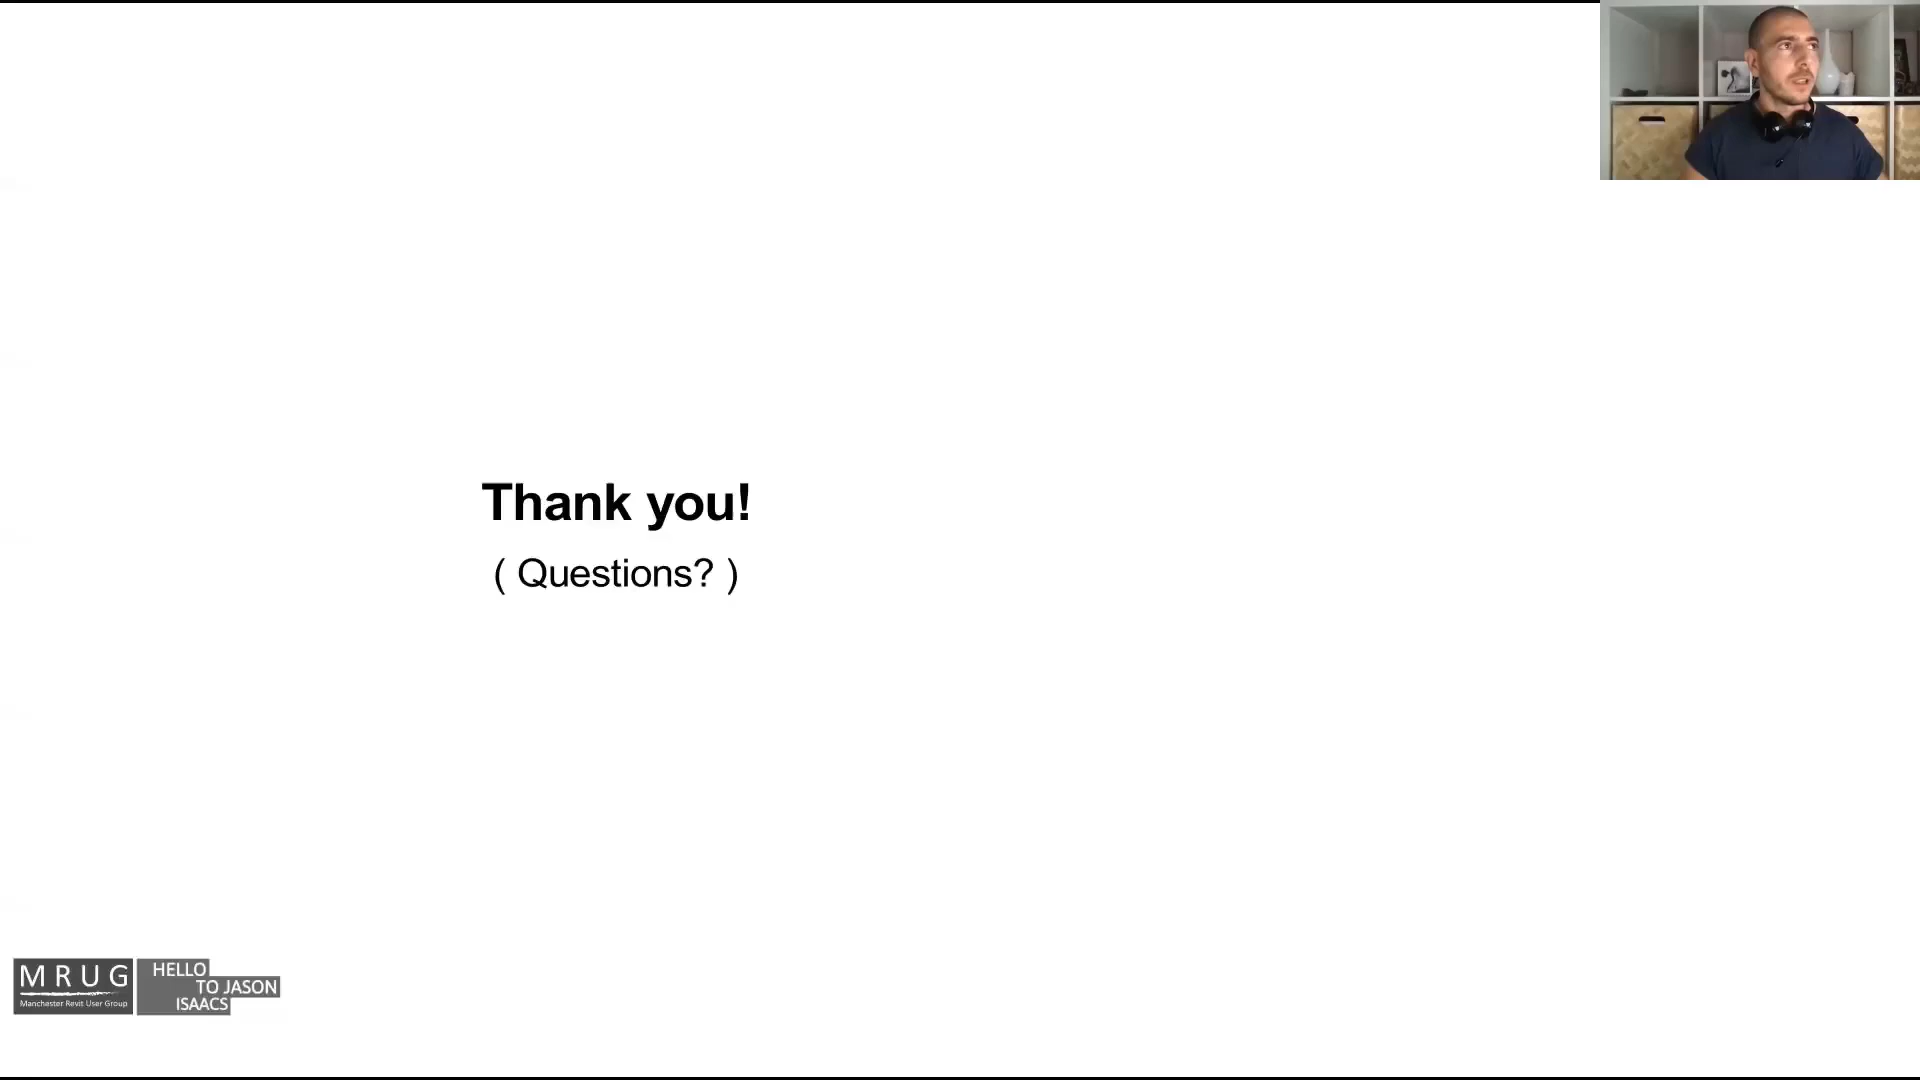 Thank you!
( Questions? )
MRUG
Manchester Revit User Group
HELLO
TO JASON
ISAACS